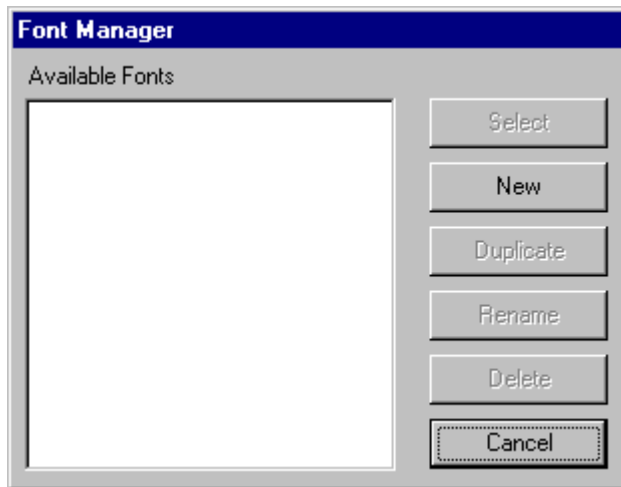 Font Manager
Available Fonts
Select
New
Duplicate
Rename
Delete
Cancel